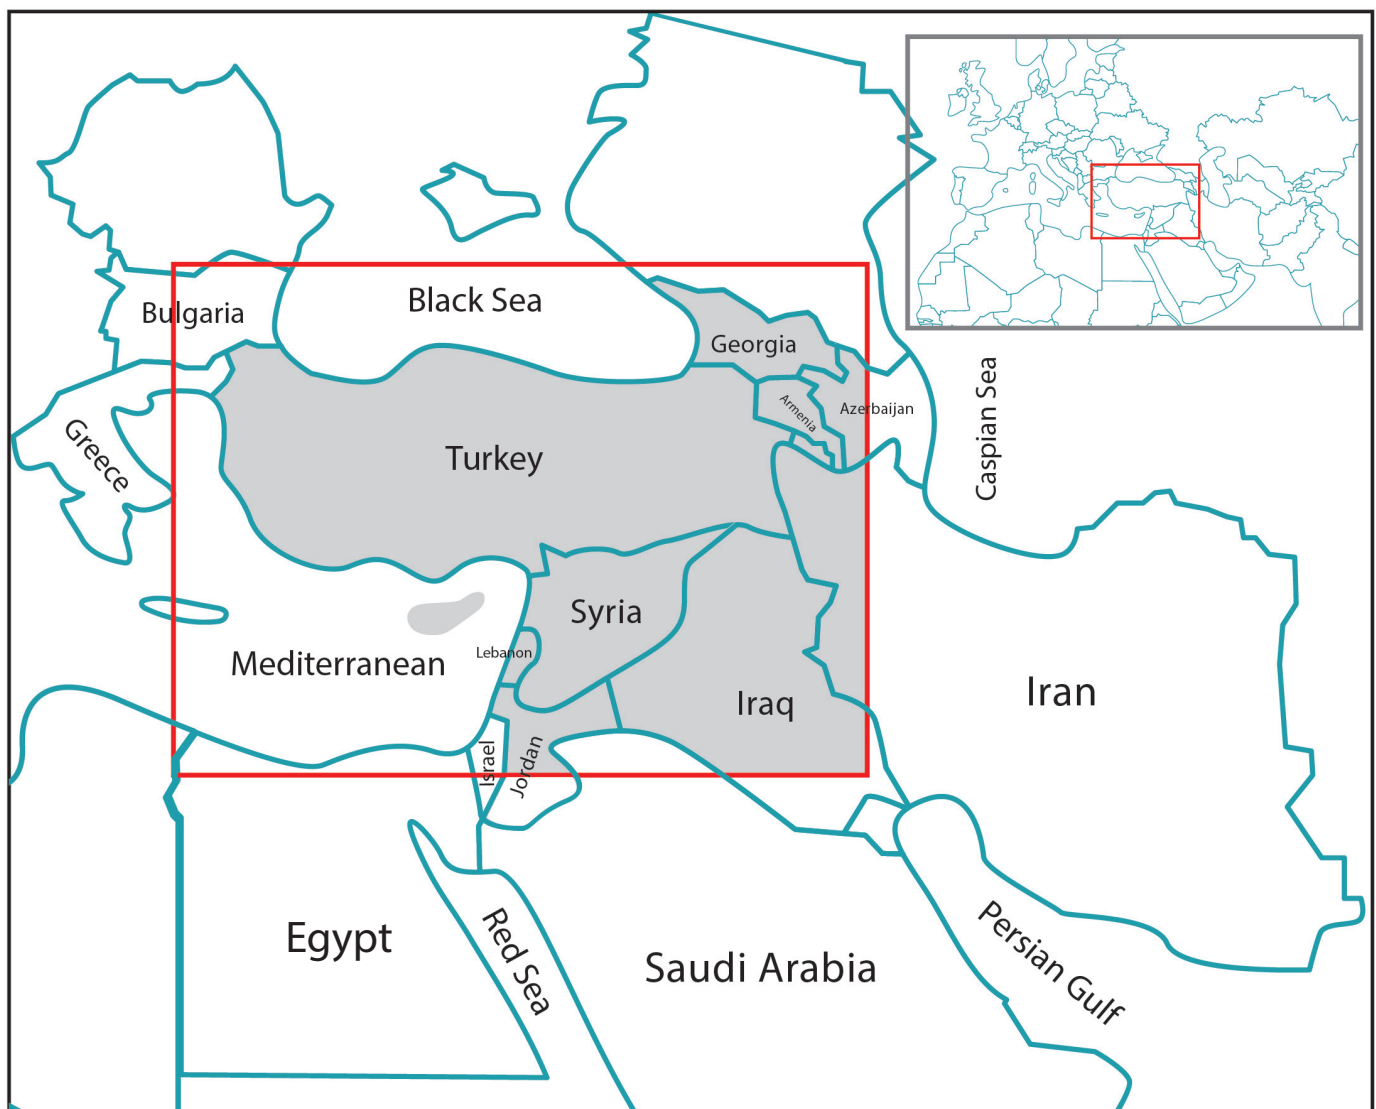 Bulgaria
Black Sea
Georgia
Armenia
Azerbaijan
Caspian Sea
Greece
Turkey
Syria
Lebanon
Mediterranean
Iraq
Iran
Israel
Jordan
Egypt
Red Sea
Saudi Arabia
Persian Gulf